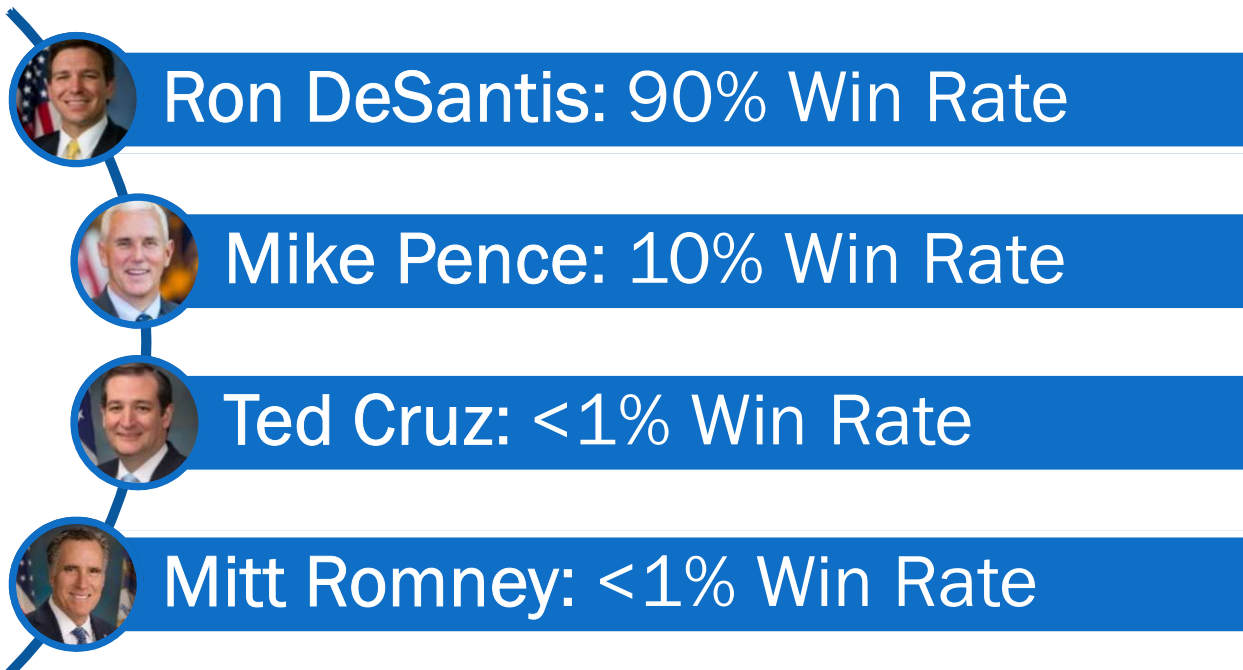 Ron DeSantis: 90% Win Rate
Mike Pence: 10% Win Rate
Ted Cruz: <1% Win Rate
Mitt Romney: <1% Win Rate